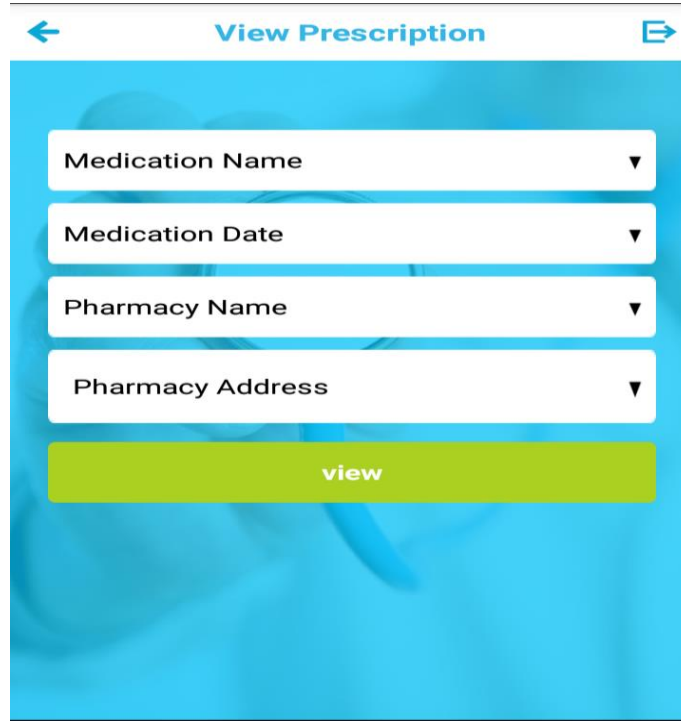 View Prescription
Medication Name
Medication Date
Pharmacy Name
Pharmacy Address
view